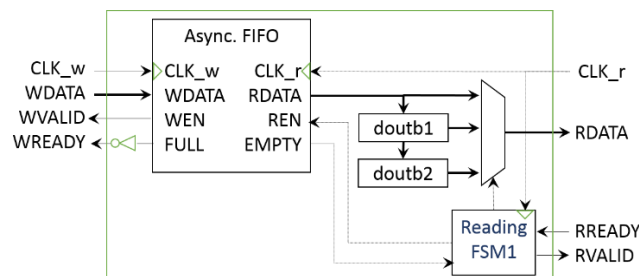 Async. FIFO
CLK_w
CLK_w
CLK_r
CLK_r
WDATA
WDATA
RDATA
WVALID
WEN
REN
doutb1
RDATA
WREADY
FULL
EMPTY
doutb2
Reading
FSM1
RREADY
RVALID